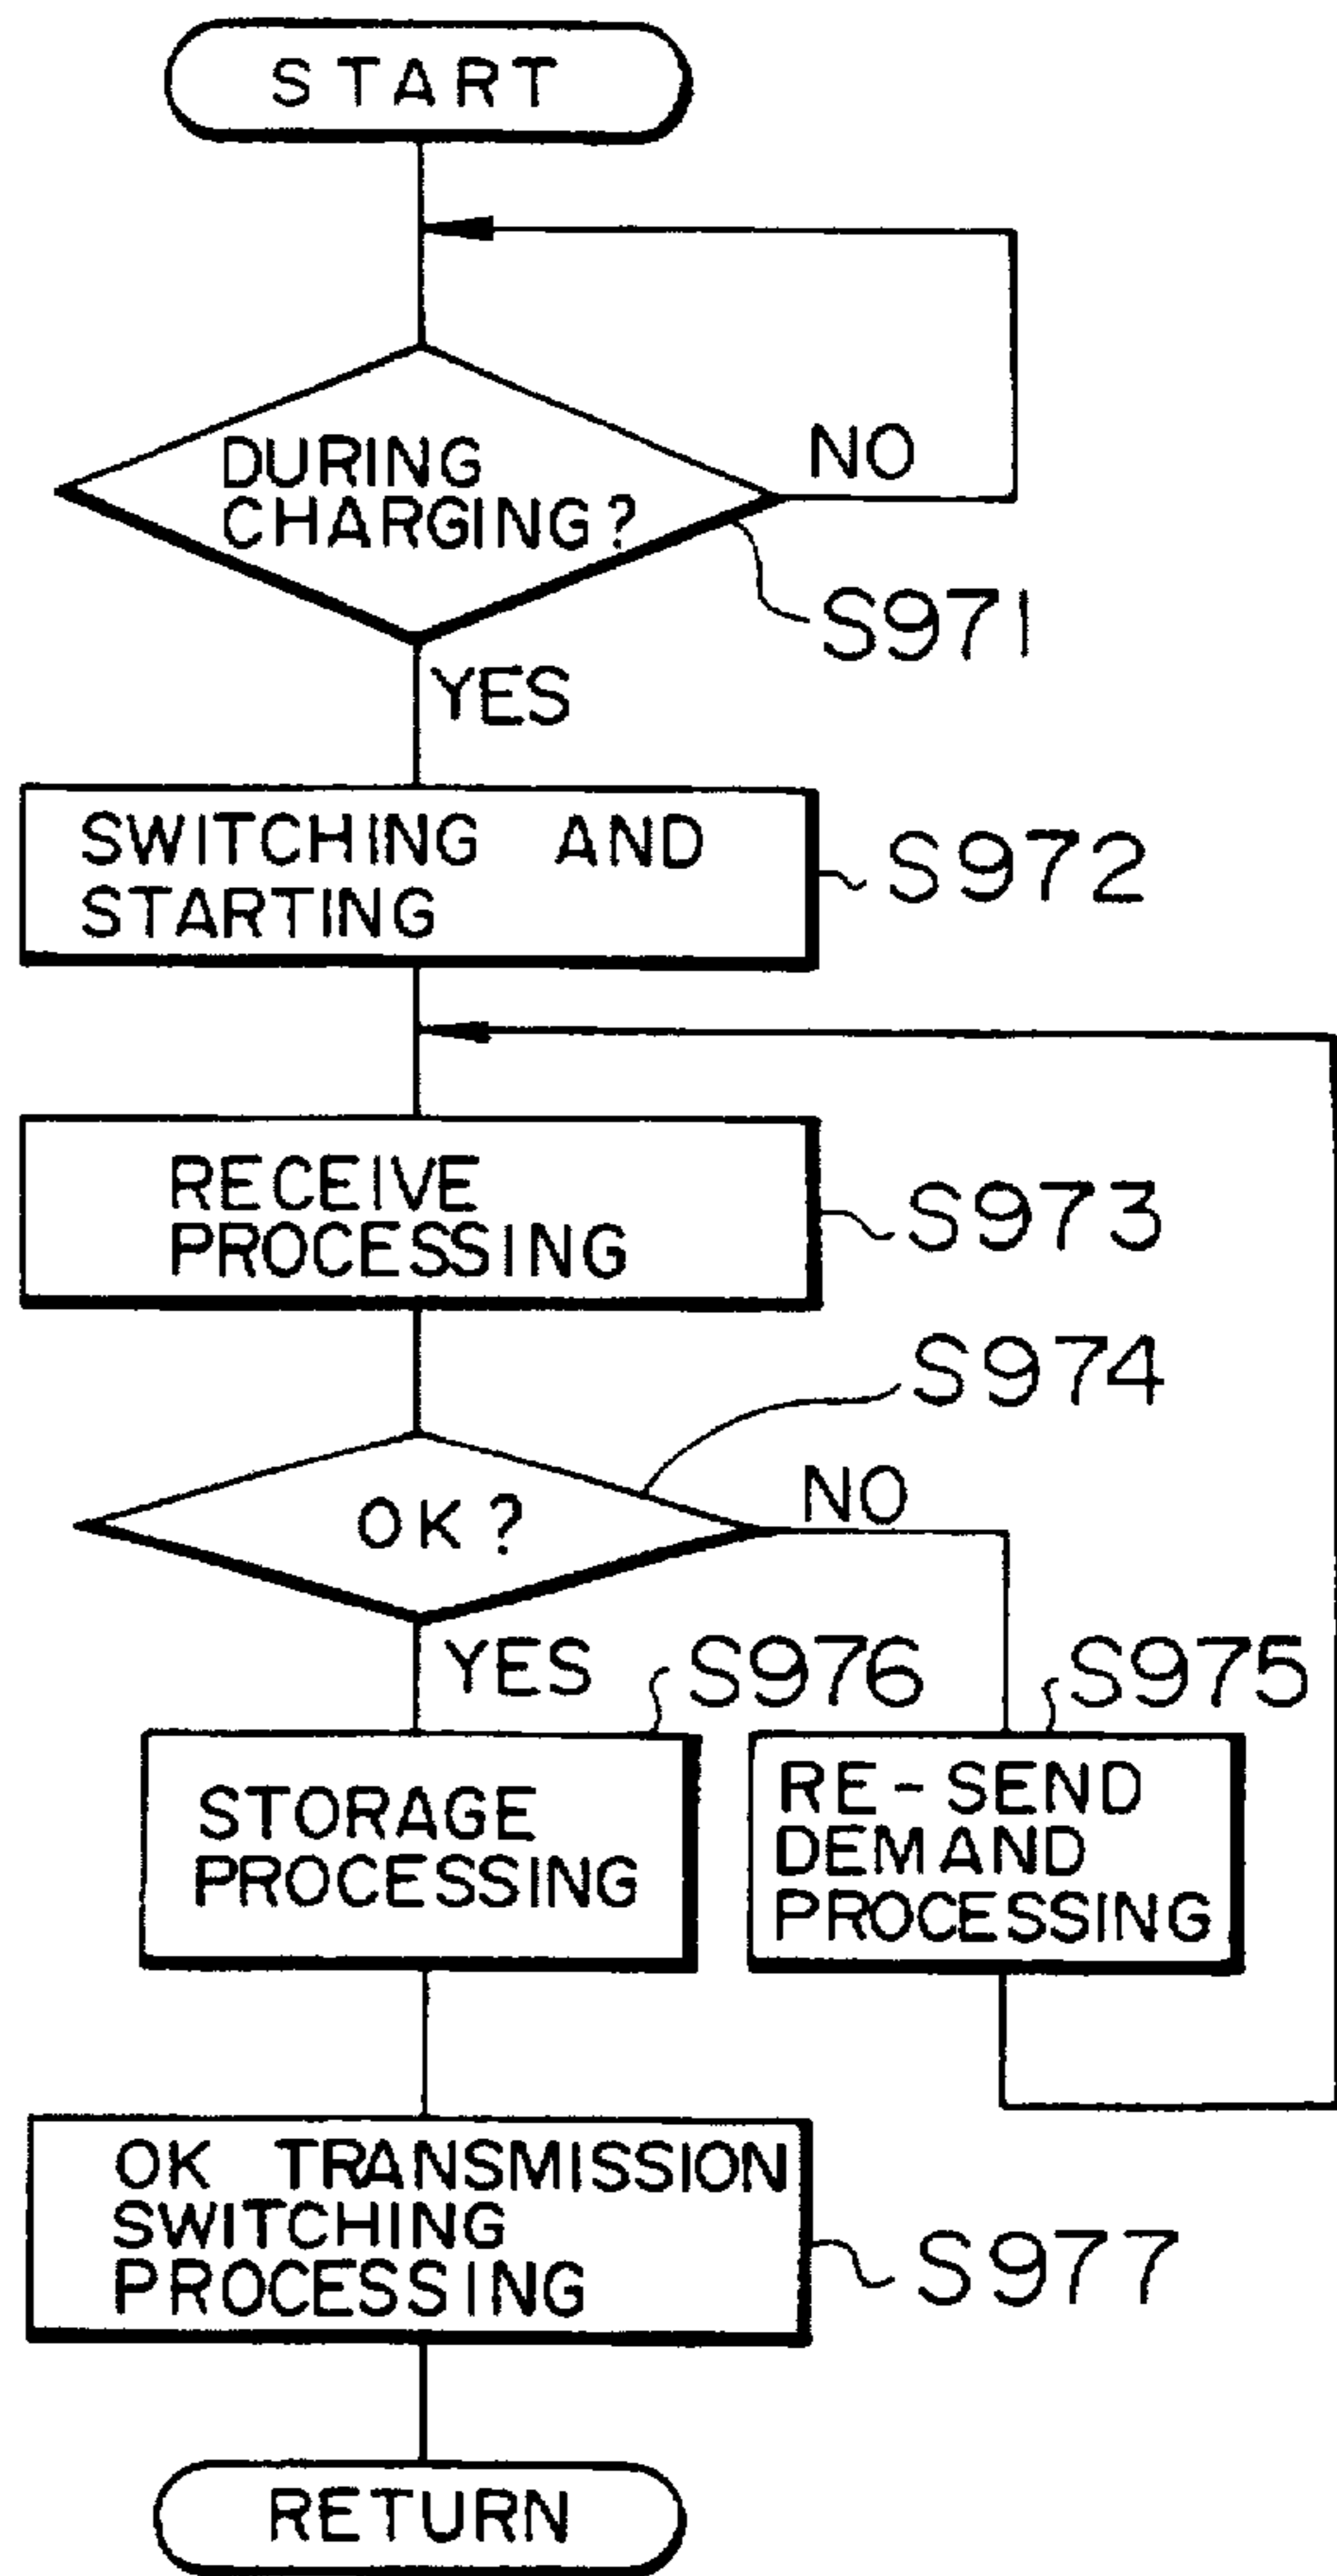 START
DURING
CHARGING?
NO
S971
YES
SWITCHING AND
STARTING
S972
RECEIVE
PROCESSING
S973
S974
OK?
NO
YES
S976
S975
STORAGE
PROCESSING
RE-SEND
DEMAND
PROCESSING
OK TRANSMISSION
SWITCHING
PROCESSING
S977
RETURN